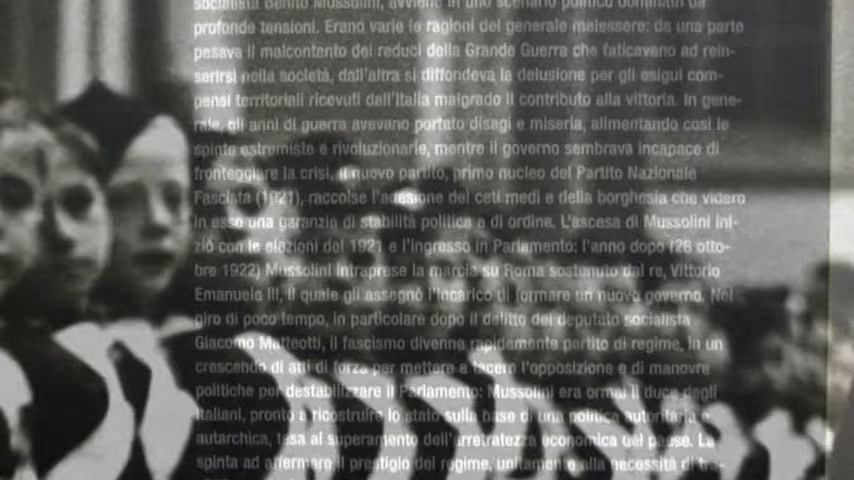 socialista Benito Mussolini, avviene in uno scenario politico dominato da
profonde tensioni. Erano varie le ragioni del generale malessere: da una parte
pesava il malcontento dei reduci della Grande Guerra che faticavano ad rein-
serirsi nella società, dall'altra si diffondeva la delusione per gli esigui com-
pensi territoriali ricevuti dall'Italia malgrado il contributo alla vittoria. In gene-
rale, gli anni di guerra avevano portato disagi e miseria, alimentando così le
spinte estremiste e rivoluzionarie, mentre il governo sembrava incapace di
fronteggiare la crisi. Il nuovo partito, primo nucleo del Partito Nazionale
Fascista (1921), raccolse l'adesione dei ceti medi e della borghesia che videro
in esso una garanzia di stabilità politica e di ordine. L'ascesa di Mussolini ini-
ziò con le elezioni del 1921 e l'ingresso in Parlamento: l'anno dopo (26 otto-
bre 1922) Mussolini intraprese la marcia su Roma sostenuto dal re, Vittorio
Emanuele III, il quale gli assegnò l'incarico di formare un nuovo governo. Nel
giro di poco tempo, in particolare dopo il delitto del deputato socialista
Giacomo Matteotti, il fascismo divenne rapidamente partito di regime, in un
crescendo di atti di forza per mettere a tacere l'opposizione e di manovre
politiche per destabilizzare il Parlamento: Mussolini era ormai il duce degli
italiani, pronto a ricostruire lo stato sulla base di una politica autoritaria e
autarchica, tesa al superamento dell'arretratezza economica del paese. La
spinta ad affermare il prestigio del regime, unitamente alla necessità di